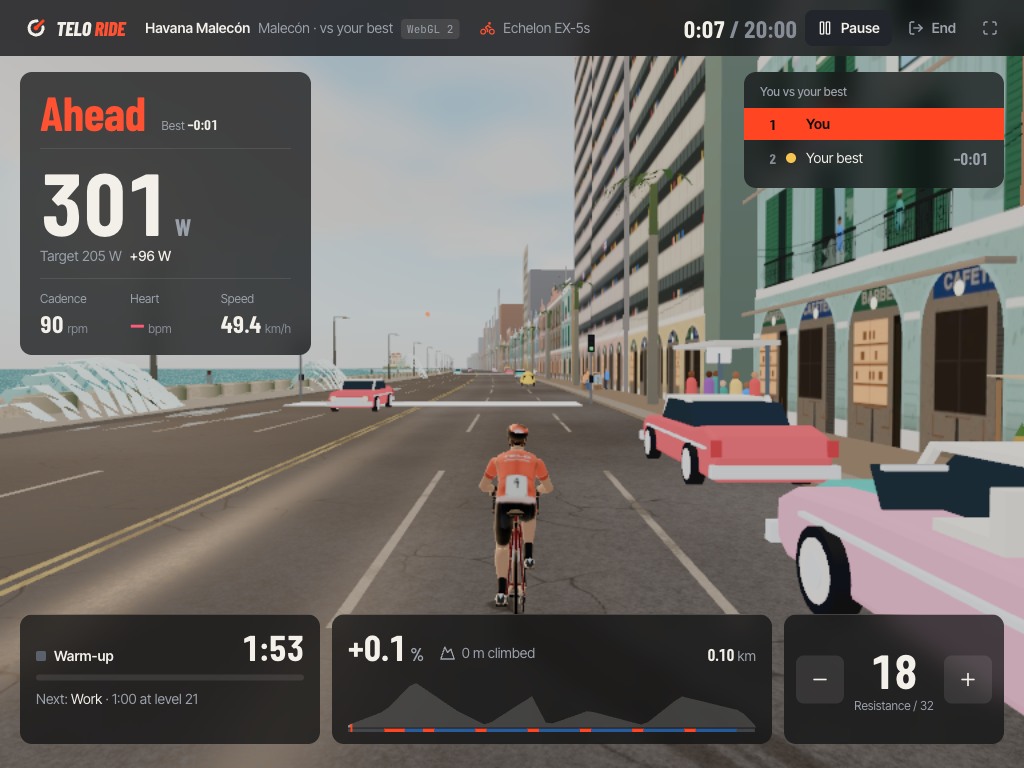 TELO RIDE
Havana Malecón Malecón · vs your best WebGL 2 Echelon EX-5s 0:07 / 20:00 Pause End
Ahead Best −0:01
301 W
Target 205 W +96 W
Cadence Heart Speed
90 rpm – bpm 49.4 km/h
You vs your best
1 You
2 Your best −0:01
CAFET
Warm-up 1:53
Next: Work · 1:00 at level 21
+0.1 % 0 m climbed 0.10 km
− 18 +
Resistance / 32